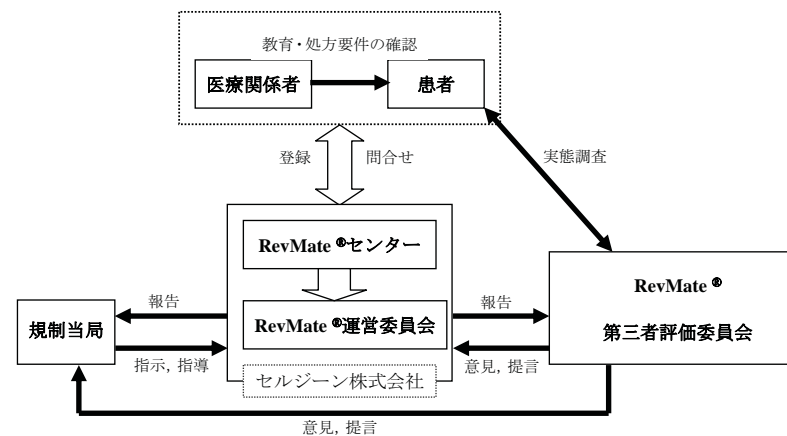 教育・処方要件の確認
医療関係者
患者
登録
問合せ
実態調査
RevMate®センター
RevMate®運営委員会
セルジーン株式会社
RevMate®
第三者評価委員会
規制当局
報告
指示, 指導
報告
意見, 提言
意見, 提言